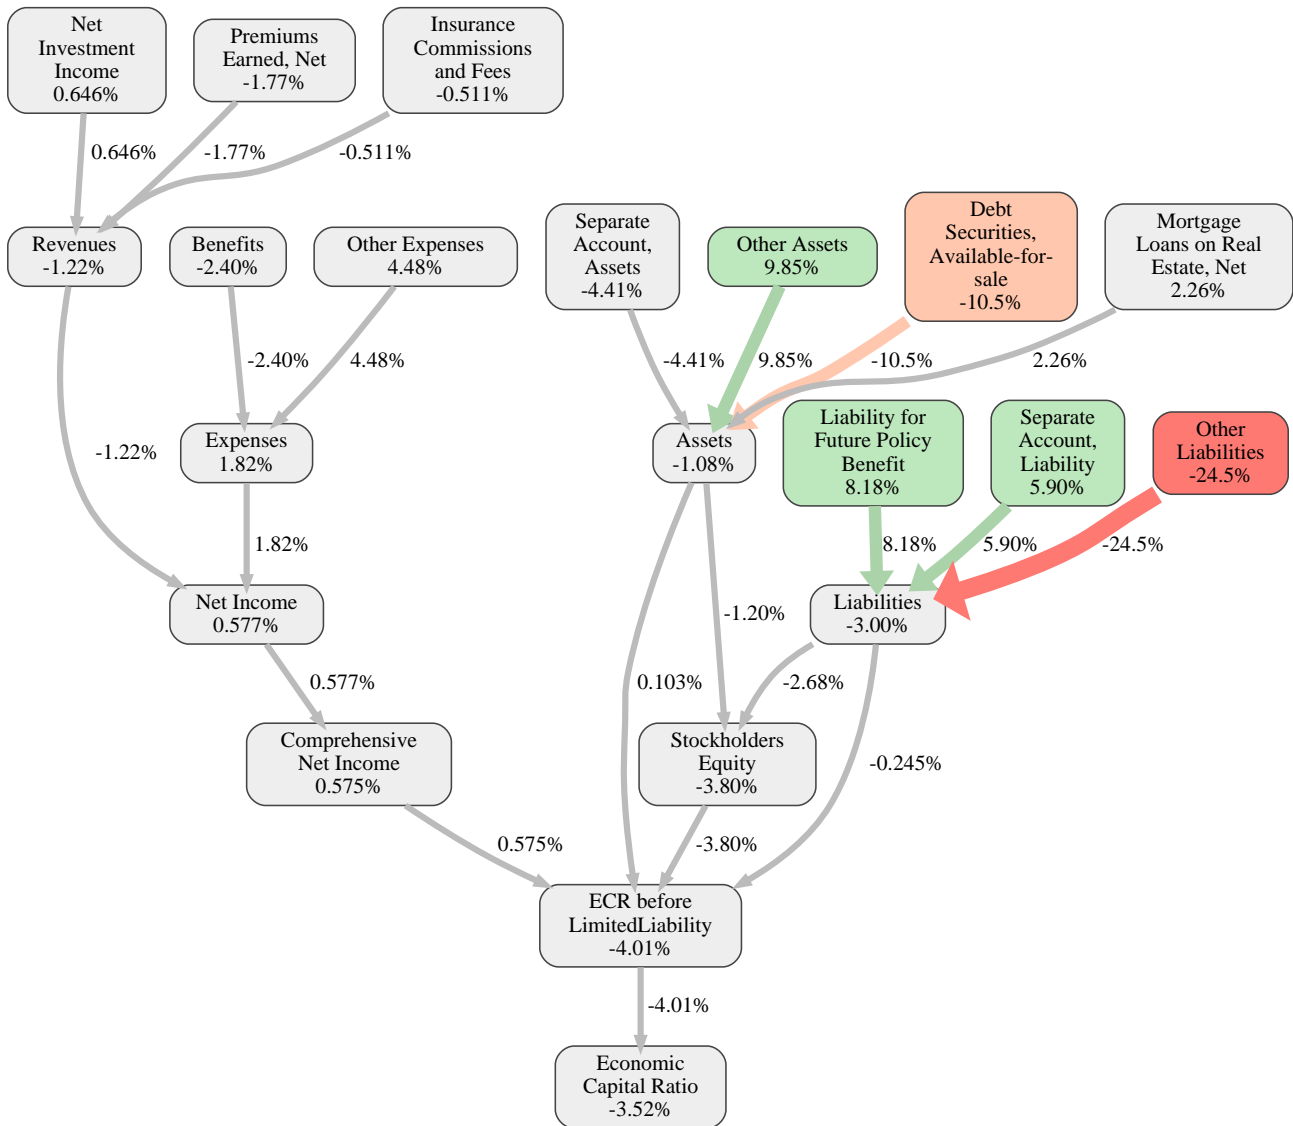 Net
Investment
Income
0.646%
Premiums
Earned, Net
-1.77%
Insurance
Commissions
and Fees
-0.511%
0.646%
-1.77%
-0.511%
Revenues
-1.22%
Benefits
-2.40%
Other Expenses
4.48%
Separate
Account,
Assets
-4.41%
Other Assets
9.85%
Debt
Securities,
Available-for-
sale
-10.5%
Mortgage
Loans on Real
Estate, Net
2.26%
-2.40%
4.48%
-4.41%
9.85%
-10.5%
2.26%
-1.22%
Expenses
1.82%
Assets
-1.08%
Liability for
Future Policy
Benefit
8.18%
Separate
Account,
Liability
5.90%
Other
Liabilities
-24.5%
1.82%
8.18%
5.90%
-24.5%
Net Income
0.577%
Liabilities
-3.00%
-1.20%
0.577%
0.103%
-2.68%
Comprehensive
Net Income
0.575%
Stockholders
Equity
-3.80%
-0.245%
0.575%
-3.80%
ECR before
LimitedLiability
-4.01%
-4.01%
Economic
Capital Ratio
-3.52%